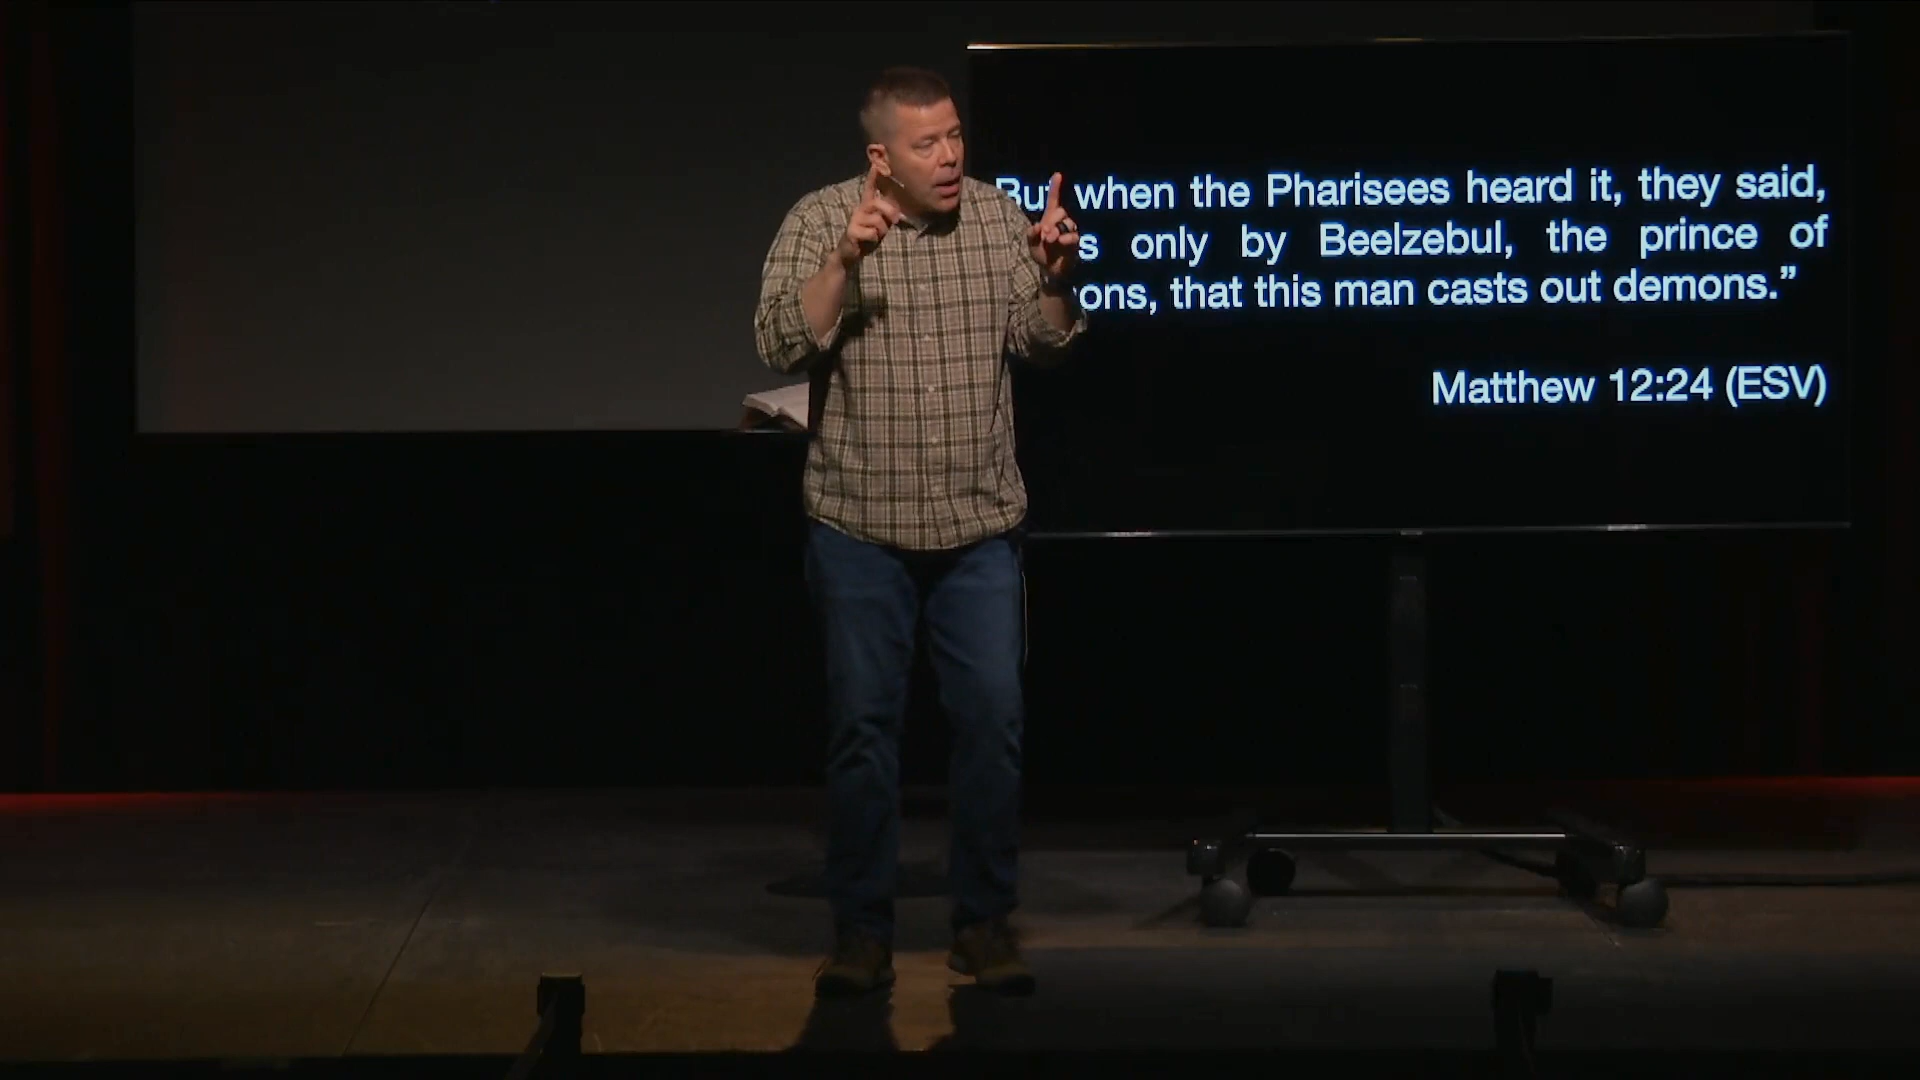 But when the Pharisees heard it, they said,
only by Beelzebul, the prince of
that this man casts out demons.”
Matthew 12:24 (ESV)